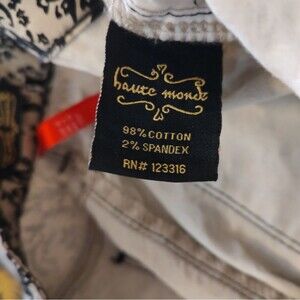 haute monde
98% COTTON
2% SPANDEX
RN# 123316